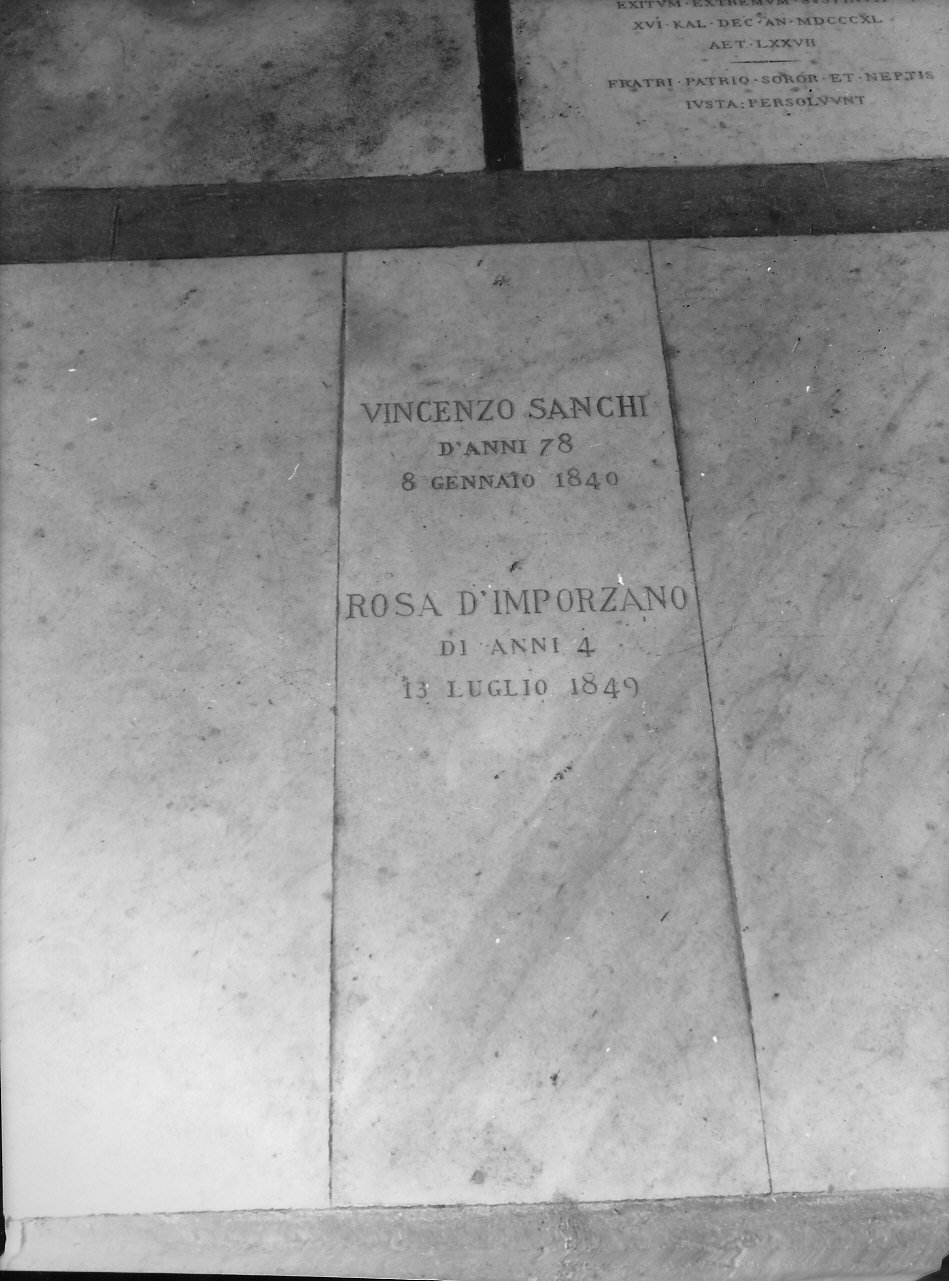 EXITVM · EXTREMVM
XVI · KAL · DEC · AN · MDCCCXL
AET · LXXVII
FRATRI · PATRIQ · SOROR · ET · NEPTIS
IVSTA · PERSOLVVNT
VINCENZO SANCHI
D'ANNI 78
8 GENNAIO 1840
ROSA D'IMPORZANO
DI ANNI 4
13 LUGLIO 1849